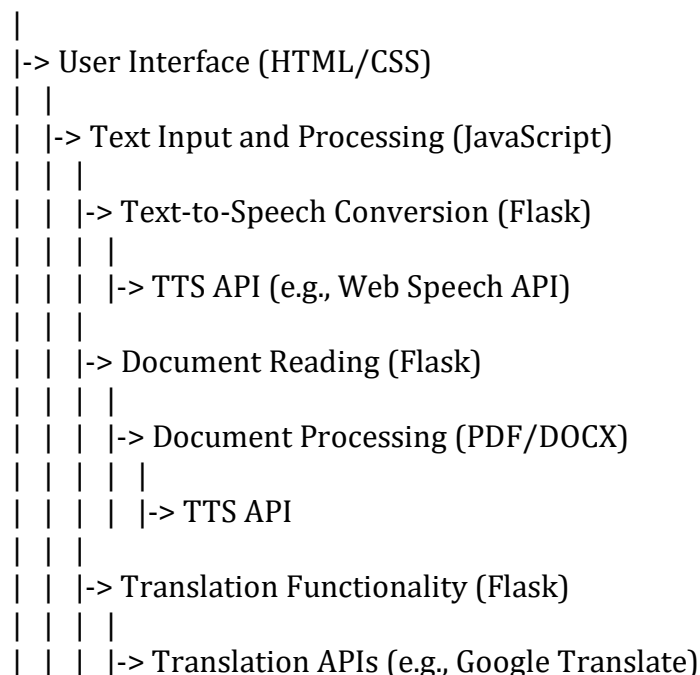 |
|-> User Interface (HTML/CSS)
| |
| |-> Text Input and Processing (JavaScript)
| | |
| | |-> Text-to-Speech Conversion (Flask)
| | | |
| | | |-> TTS API (e.g., Web Speech API)
| | |
| | |-> Document Reading (Flask)
| | | |
| | | |-> Document Processing (PDF/DOCX)
| | | | |
| | | | |-> TTS API
| | |
| | |-> Translation Functionality (Flask)
| | | |
| | | |-> Translation APIs (e.g., Google Translate)